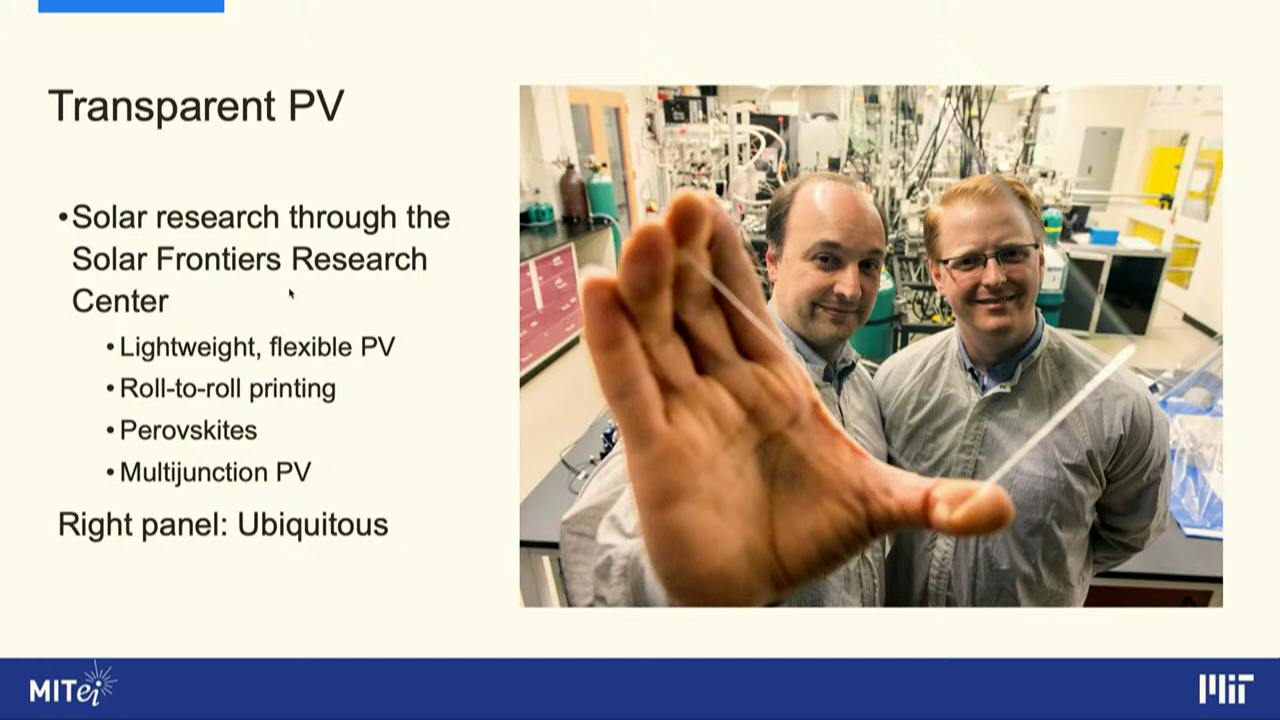 Transparent PV
•Solar research through the
Solar Frontiers Research
Center
•Lightweight, flexible PV
•Roll-to-roll printing
•Perovskites
•Multijunction PV
Right panel: Ubiquitous
MITei
MIT